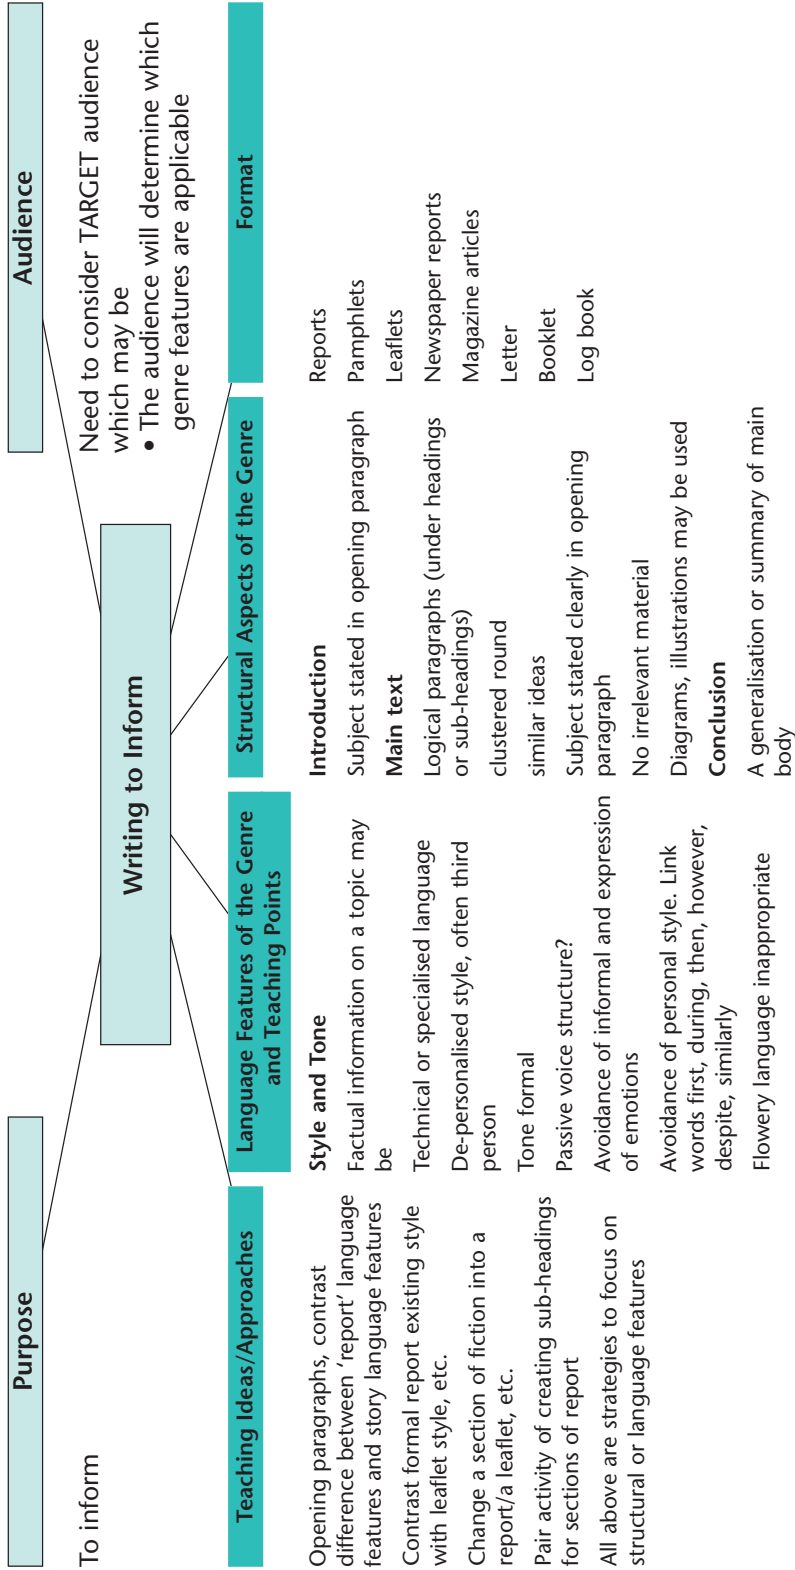 Purpose
To inform
Writing to Inform
Audience
Need to consider TARGET audience
which may be
• The audience will determine which
genre features are applicable
Teaching Ideas/Approaches
Opening paragraphs, contrast
difference between 'report' language
features and story language features
Contrast formal report existing style
with leaflet style, etc.
Change a section of fiction into a
report/a leaflet, etc.
Pair activity of creating sub-headings
for sections of report
All above are strategies to focus on
structural or language features
Language Features of the Genre
and Teaching Points
Style and Tone
Factual information on a topic may
be
Technical or specialised language
De-personalised style, often third
person
Tone formal
Passive voice structure?
Avoidance of informal and expression
of emotions
Avoidance of personal style. Link
words first, during, then, however,
despite, similarly
Flowery language inappropriate
Structural Aspects of the Genre
Introduction
Subject stated in opening paragraph
Main text
Logical paragraphs (under headings
or sub-headings)
clustered round
similar ideas
Subject stated clearly in opening
paragraph
No irrelevant material
Diagrams, illustrations may be used
Conclusion
A generalisation or summary of main
body
Format
Reports
Pamphlets
Leaflets
Newspaper reports
Magazine articles
Letter
Booklet
Log book